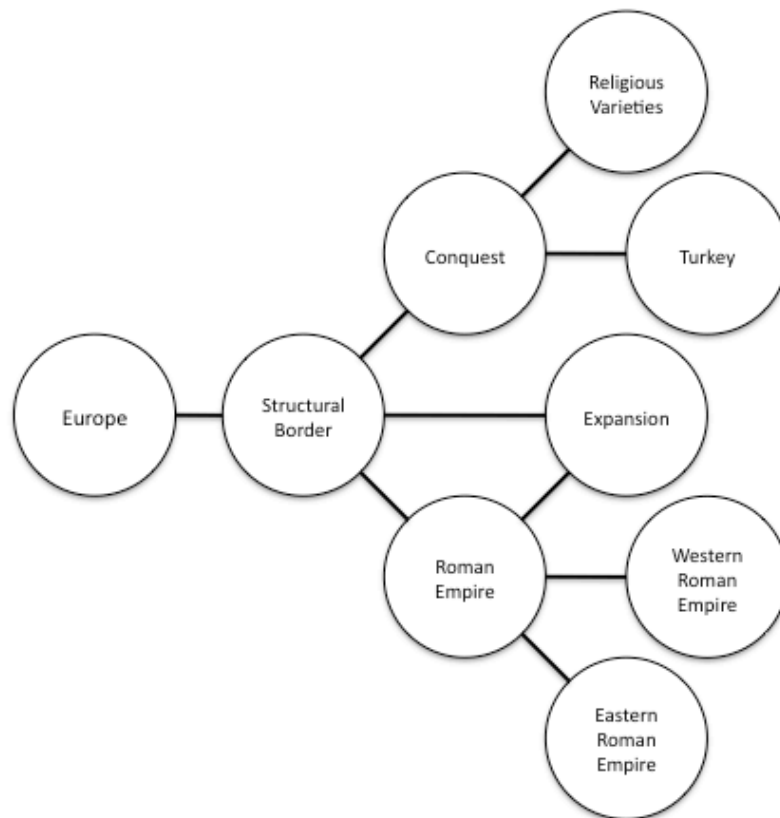 Religious
Varieties
Conquest
Turkey
Europe
Structural
Border
Expansion
Roman
Empire
Western
Roman
Empire
Eastern
Roman
Empire